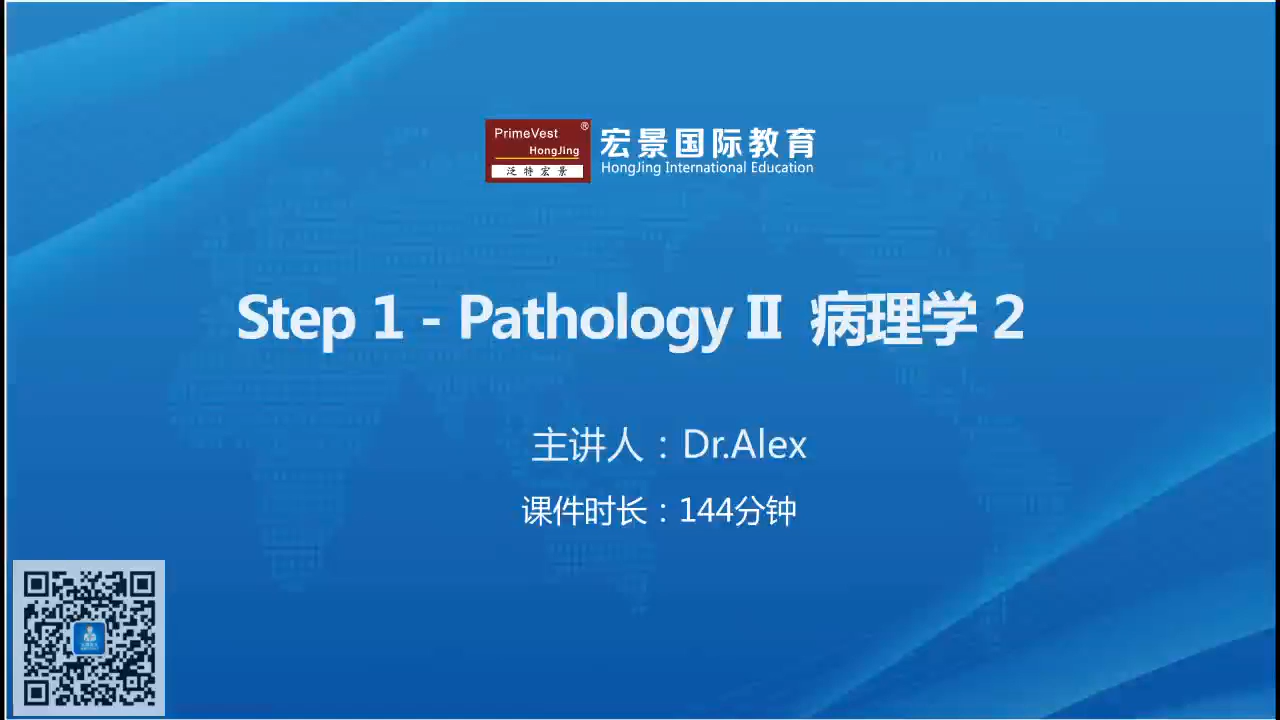 PrimeVest ®
HongJing
泛特宏景
宏景国际教育
HongJing International Education
Step 1 - Pathology II 病理学 2
主讲人：Dr.Alex
课件时长：144分钟